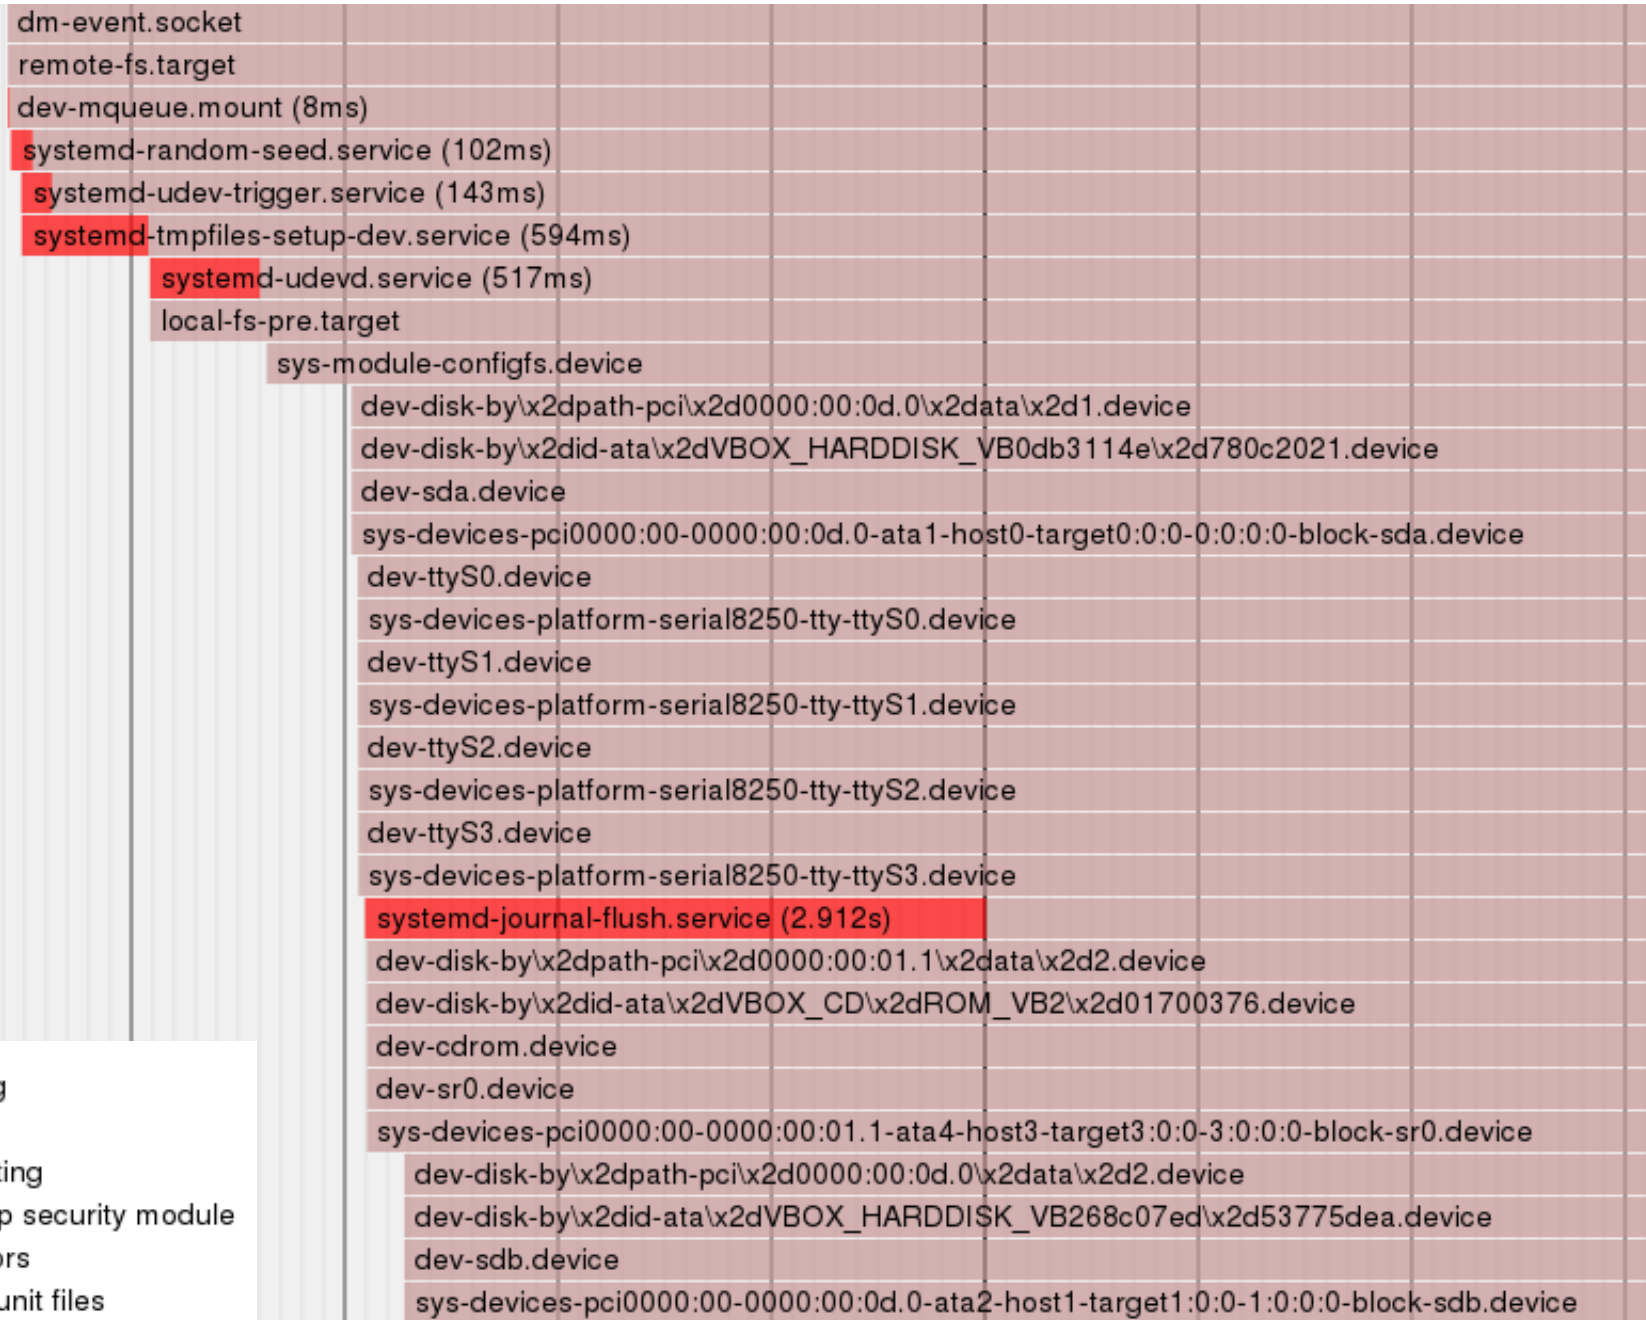 dm-event.socket
remote-fs.target
dev-mqueue.mount (8ms)
systemd-random-seed.service (102ms)
systemd-udev-trigger.service (143ms)
systemd-tmpfiles-setup-dev.service (594ms)
systemd-udevd.service (517ms)
local-fs-pre.target
sys-module-configfs.device
dev-disk-by\x2dpath-pci\x2d0000:00:0d.0\x2data\x2d1.device
dev-disk-by\x2did-ata\x2dVBOX_HARDDISK_VB0db3114e\x2d780c2021.device
dev-sda.device
sys-devices-pci0000:00-0000:00:0d.0-ata1-host0-target0:0:0-0:0:0:0-block-sda.device
dev-ttyS0.device
sys-devices-platform-serial8250-tty-ttyS0.device
dev-ttyS1.device
sys-devices-platform-serial8250-tty-ttyS1.device
dev-ttyS2.device
sys-devices-platform-serial8250-tty-ttyS2.device
dev-ttyS3.device
sys-devices-platform-serial8250-tty-ttyS3.device
systemd-journal-flush.service (2.912s)
dev-disk-by\x2dpath-pci\x2d0000:00:01.1\x2data\x2d2.device
dev-disk-by\x2did-ata\x2dVBOX_CD\x2dROM_VB2\x2d01700376.device
dev-cdrom.device
dev-sr0.device
sys-devices-pci0000:00-0000:00:01.1-ata4-host3-target3:0:0-3:0:0:0-block-sr0.device
dev-disk-by\x2dpath-pci\x2d0000:00:0d.0\x2data\x2d2.device
dev-disk-by\x2did-ata\x2dVBOX_HARDDISK_VB268c07ed\x2d53775dea.device
dev-sdb.device
sys-devices-pci0000:00-0000:00:0d.0-ata2-host1-target1:0:0-1:0:0:0-block-sdb.device
security module
unit files